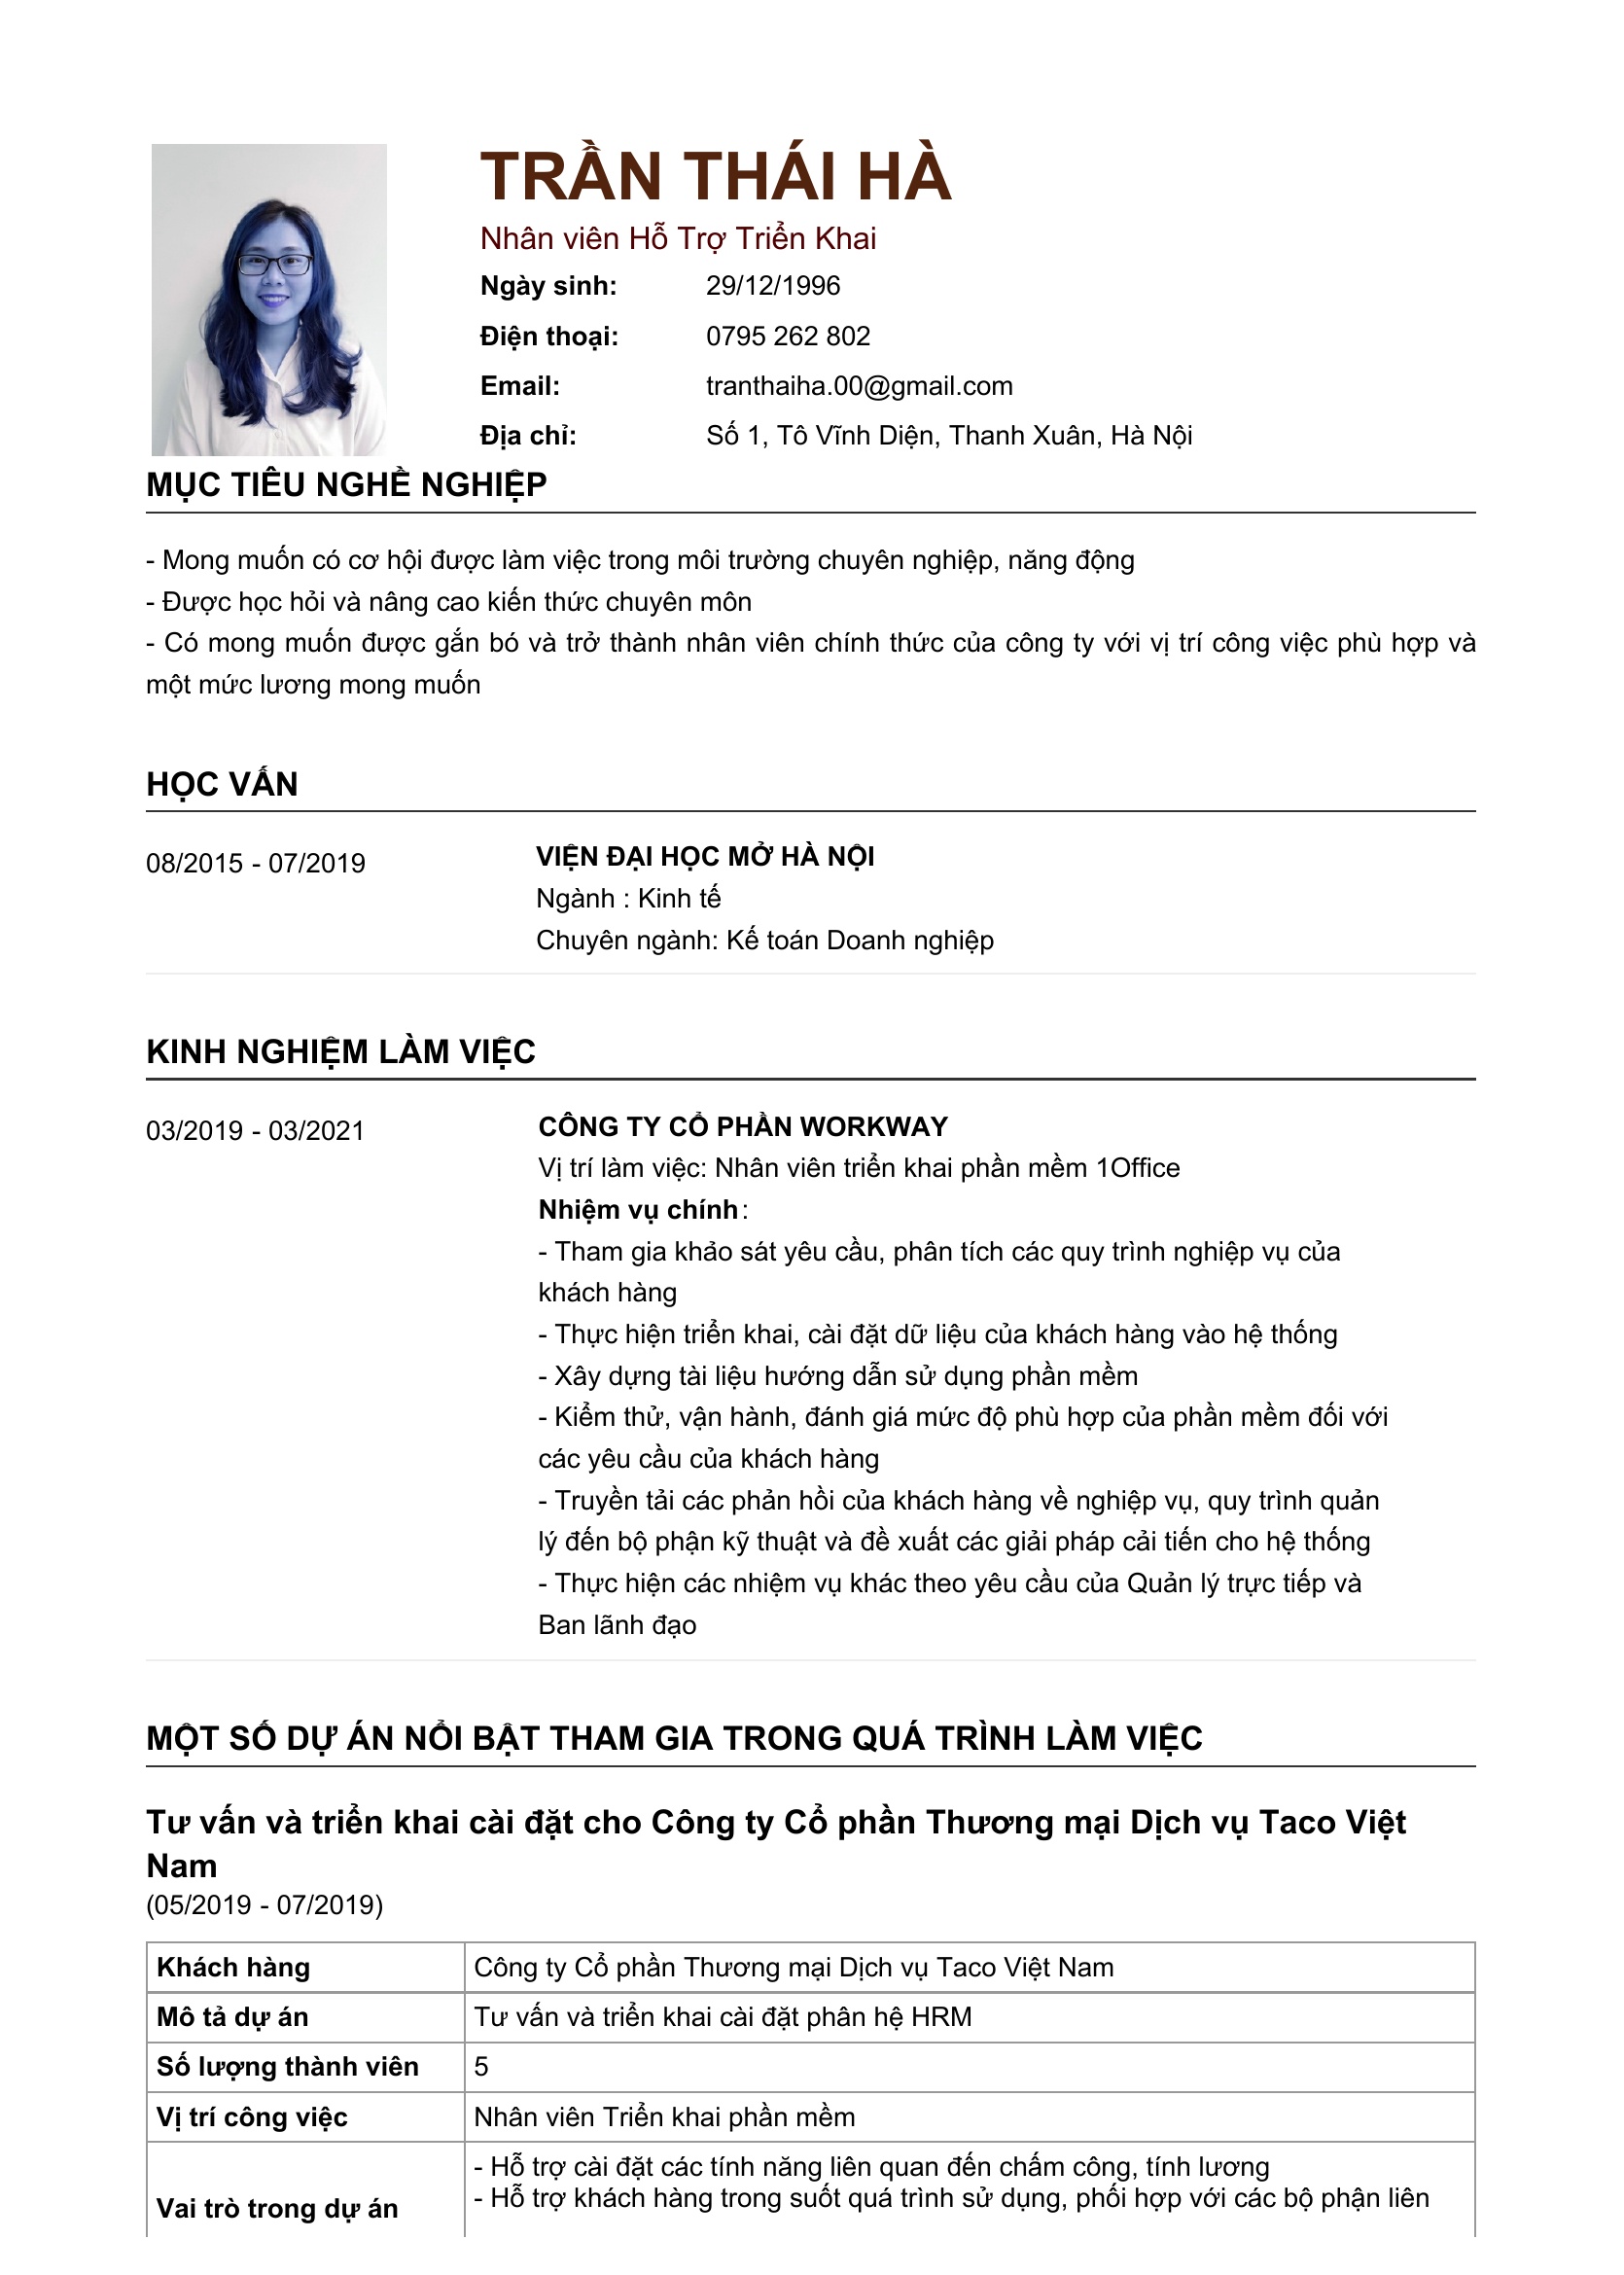 TRẦN THÁI HÀ
Nhân viên Hỗ Trợ Triển Khai
Ngày sinh: 29/12/1996
Điện thoại: 0795 262 802
Email: tranthaiha.00@gmail.com
Địa chỉ: Số 1, Tô Vĩnh Diện, Thanh Xuân, Hà Nội
MỤC TIÊU NGHỀ NGHIỆP
- Mong muốn có cơ hội được làm việc trong môi trường chuyên nghiệp, năng động
- Được học hỏi và nâng cao kiến thức chuyên môn
- Có mong muốn được gắn bó và trở thành nhân viên chính thức của công ty với vị trí công việc phù hợp và
một mức lương mong muốn
HỌC VẤN
08/2015 - 07/2019 VIỆN ĐẠI HỌC MỞ HÀ NỘI
Ngành : Kinh tế
Chuyên ngành: Kế toán Doanh nghiệp
KINH NGHIỆM LÀM VIỆC
03/2019 - 03/2021 CÔNG TY CỔ PHẦN WORKWAY
Vị trí làm việc: Nhân viên triển khai phần mềm 1Office
Nhiệm vụ chính:
- Tham gia khảo sát yêu cầu, phân tích các quy trình nghiệp vụ của
khách hàng
- Thực hiện triển khai, cài đặt dữ liệu của khách hàng vào hệ thống
- Xây dựng tài liệu hướng dẫn sử dụng phần mềm
- Kiểm thử, vận hành, đánh giá mức độ phù hợp của phần mềm đối với
các yêu cầu của khách hàng
- Truyền tải các phản hồi của khách hàng về nghiệp vụ, quy trình quản
lý đến bộ phận kỹ thuật và đề xuất các giải pháp cải tiến cho hệ thống
- Thực hiện các nhiệm vụ khác theo yêu cầu của Quản lý trực tiếp và
Ban lãnh đạo
MỘT SỐ DỰ ÁN NỔI BẬT THAM GIA TRONG QUÁ TRÌNH LÀM VIỆC
Tư vấn và triển khai cài đặt cho Công ty Cổ phần Thương mại Dịch vụ Taco Việt
Nam
(05/2019 - 07/2019)
Khách hàng Công ty Cổ phần Thương mại Dịch vụ Taco Việt Nam
Mô tả dự án Tư vấn và triển khai cài đặt phân hệ HRM
Số lượng thành viên 5
Vị trí công việc Nhân viên Triển khai phần mềm
Vai trò trong dự án - Hỗ trợ cài đặt các tính năng liên quan đến chấm công, tính lương
- Hỗ trợ khách hàng trong suốt quá trình sử dụng, phối hợp với các bộ phận liên